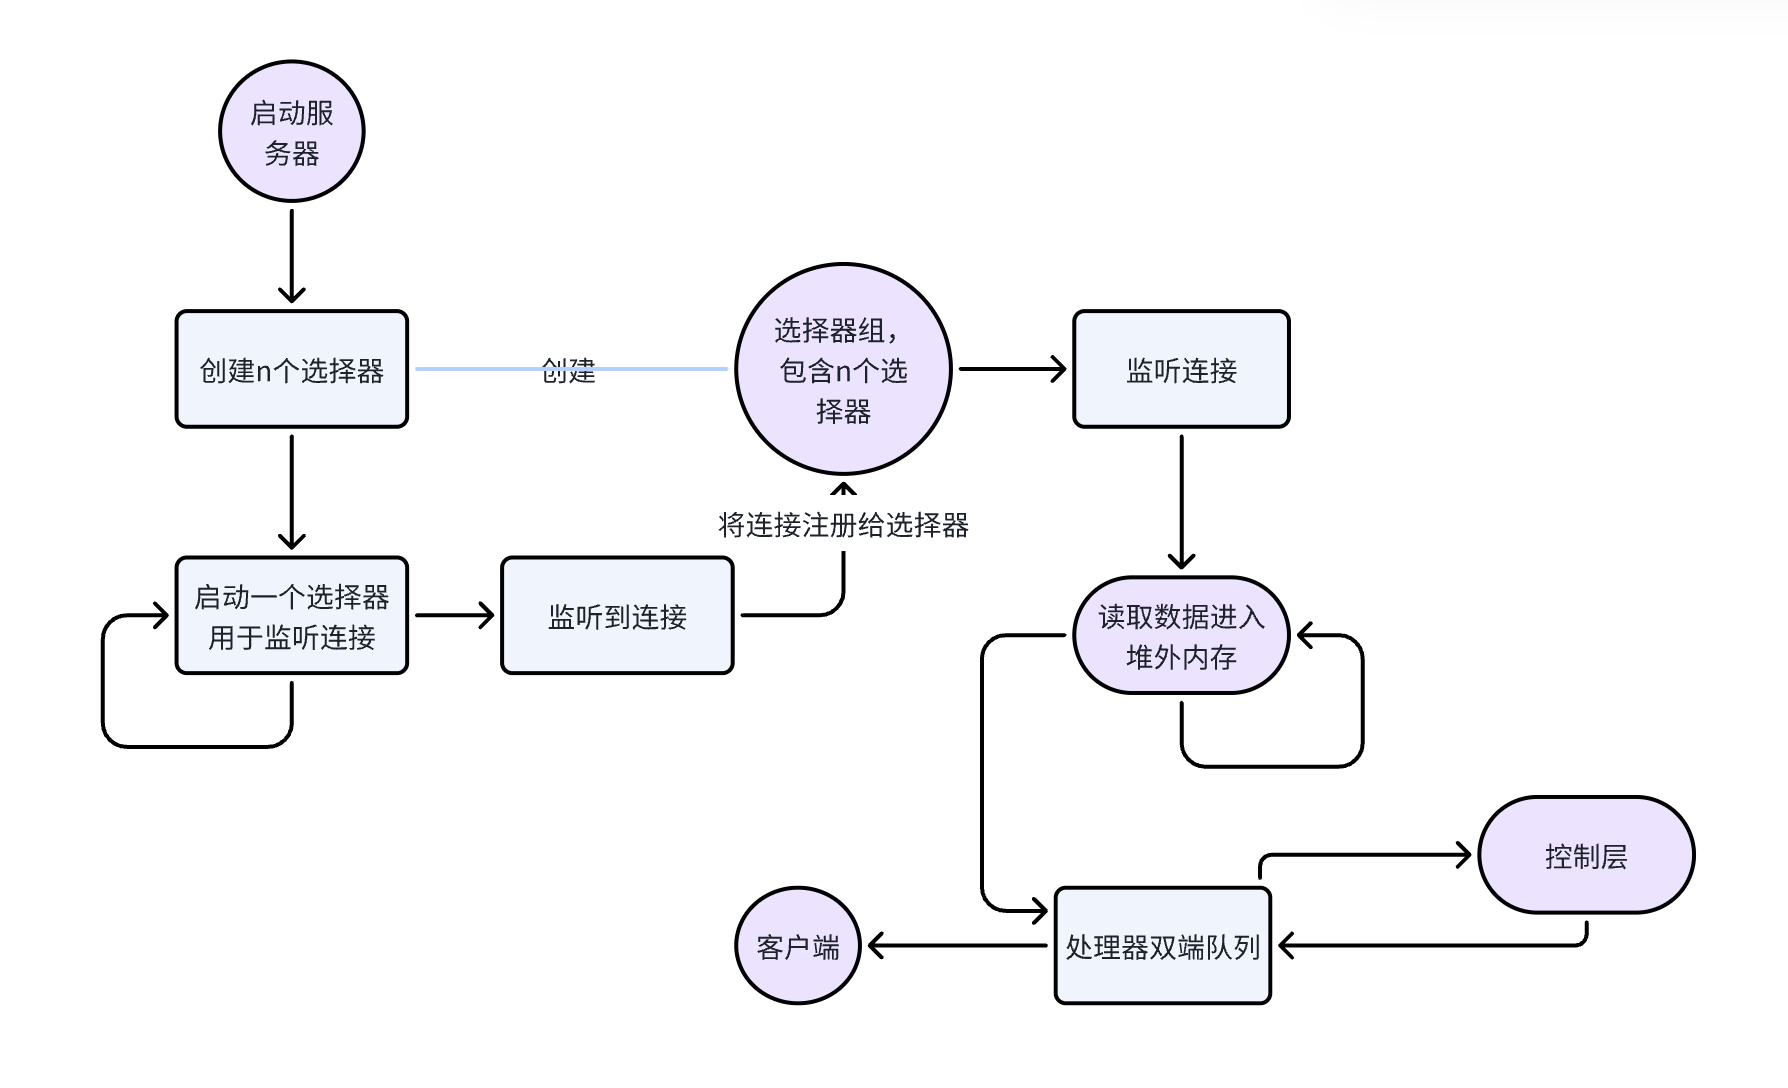 启动服
务器
创建n个选择器
创建
选择器组，
包含n个选
择器
监听连接
将连接注册给选择器
启动一个选择器
用于监听连接
监听到连接
读取数据进入
堆外内存
控制层
客户端
处理器双端队列